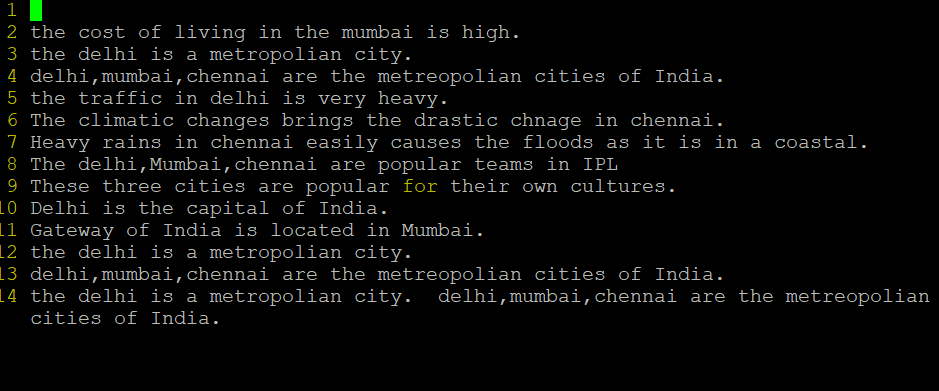 1
2 the cost of living in the mumbai is high.
3 the delhi is a metropolian city.
4 delhi,mumbai,chennai are the metreopolian cities of India.
5 the traffic in delhi is very heavy.
6 The climatic changes brings the drastic chnage in chennai.
7 Heavy rains in chennai easily causes the floods as it is in a coastal.
8 The delhi,Mumbai,chennai are popular teams in IPL
9 These three cities are popular for their own cultures.
10 Delhi is the capital of India.
11 Gateway of India is located in Mumbai.
12 the delhi is a metropolian city.
13 delhi,mumbai,chennai are the metreopolian cities of India.
14 the delhi is a metropolian city.  delhi,mumbai,chennai are the metreopolian
cities of India.